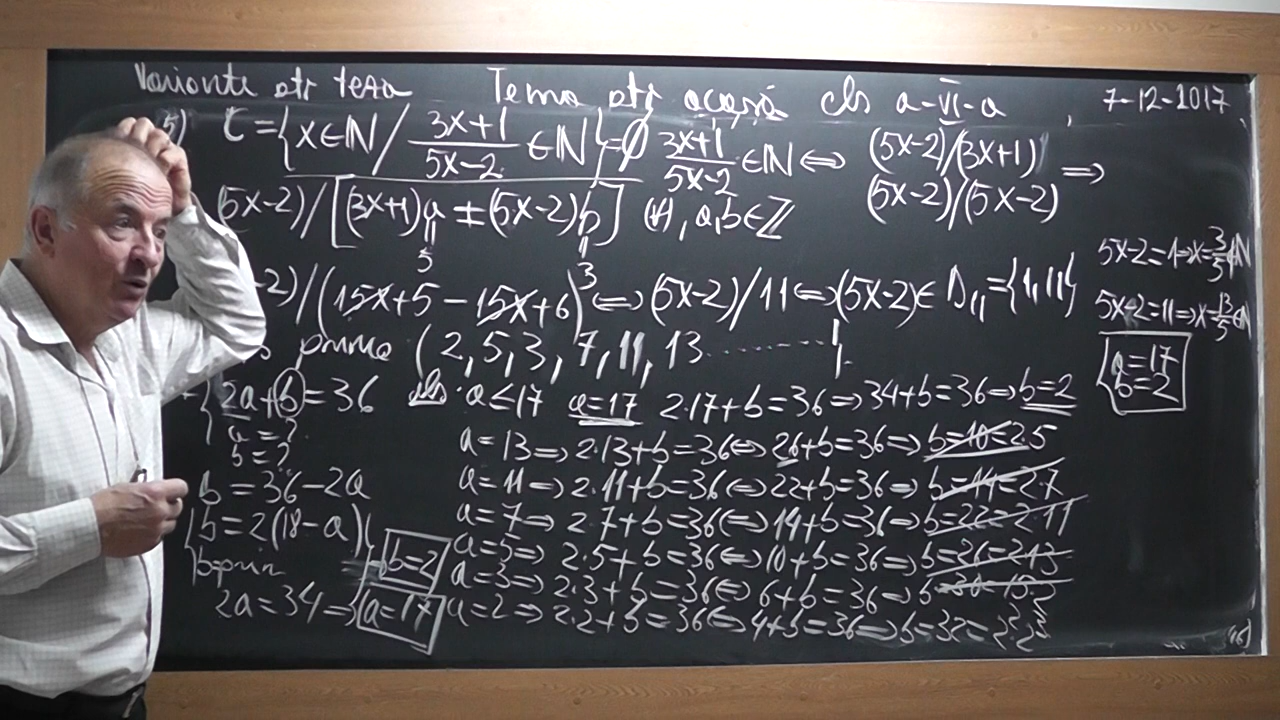 Variante ptr teza Tema ptr acasă cls a-VI-a, 7-12-2017
5) C = {x∈ℕ / (3x+1)/(5x-2) ∈ℕ} = ∅ (3x+1)/(5x-2) ∈ℕ ⇔ (5x-2)/(3x+1)
(5x-2)/(5x-2) ⇒
(5x-2)/[(3x+1)a ± (5x-2)b] (∀), a,b∈ℤ
5 3
-2)/(15x+5 - 15x+6) ⇔ (5x-2)/11 ⇔ (5x-2)∈ D₁₁={1,11}
5x-2=1⇒x=3/5∉ℕ
5x-2=11⇒x=13/5∉ℕ
prime (2,5,3,7,11,13..........)
{2a+b=36 a≤17 a=17 2·17+b=36⇒34+b=36⇒b=2
a=17
b=2
a=?
b=?
a=13⇒2·13+b=36⇔26+b=36⇒b=10=2·5
b=36-2a
a=11⇒2·11+b=36⇔22+b=36⇒b=14=2·7
{b=2(18-a)
a=7⇒2·7+b=36⇔14+b=36⇒b=22=2·11
b prim
b=2
a=5⇒2·5+b=36⇔10+b=36⇒b=26=2·13
a=3⇒2·3+b=36⇔6+b=36⇒b=30=15·2
2a=34⇒a=17
a=2⇒2·2+b=36⇔4+b=36⇒b=32=2³·2²